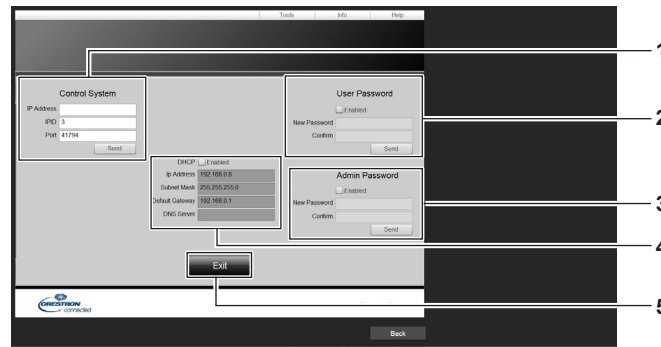 Tools Info Help
1
Control System
IP Address
IPID 3
Port 41794
Send
User Password
Enabled
New Password
Confirm
Send
2
DHCP Enabled
Ip Address 192.168.0.8
Subnet Mask 255.255.255.0
Default Gateway 192.168.0.1
DNS Server
Admin Password
Enabled
New Password
Confirm
Send
3
4
Exit
5
CRESTRON
connected
Back